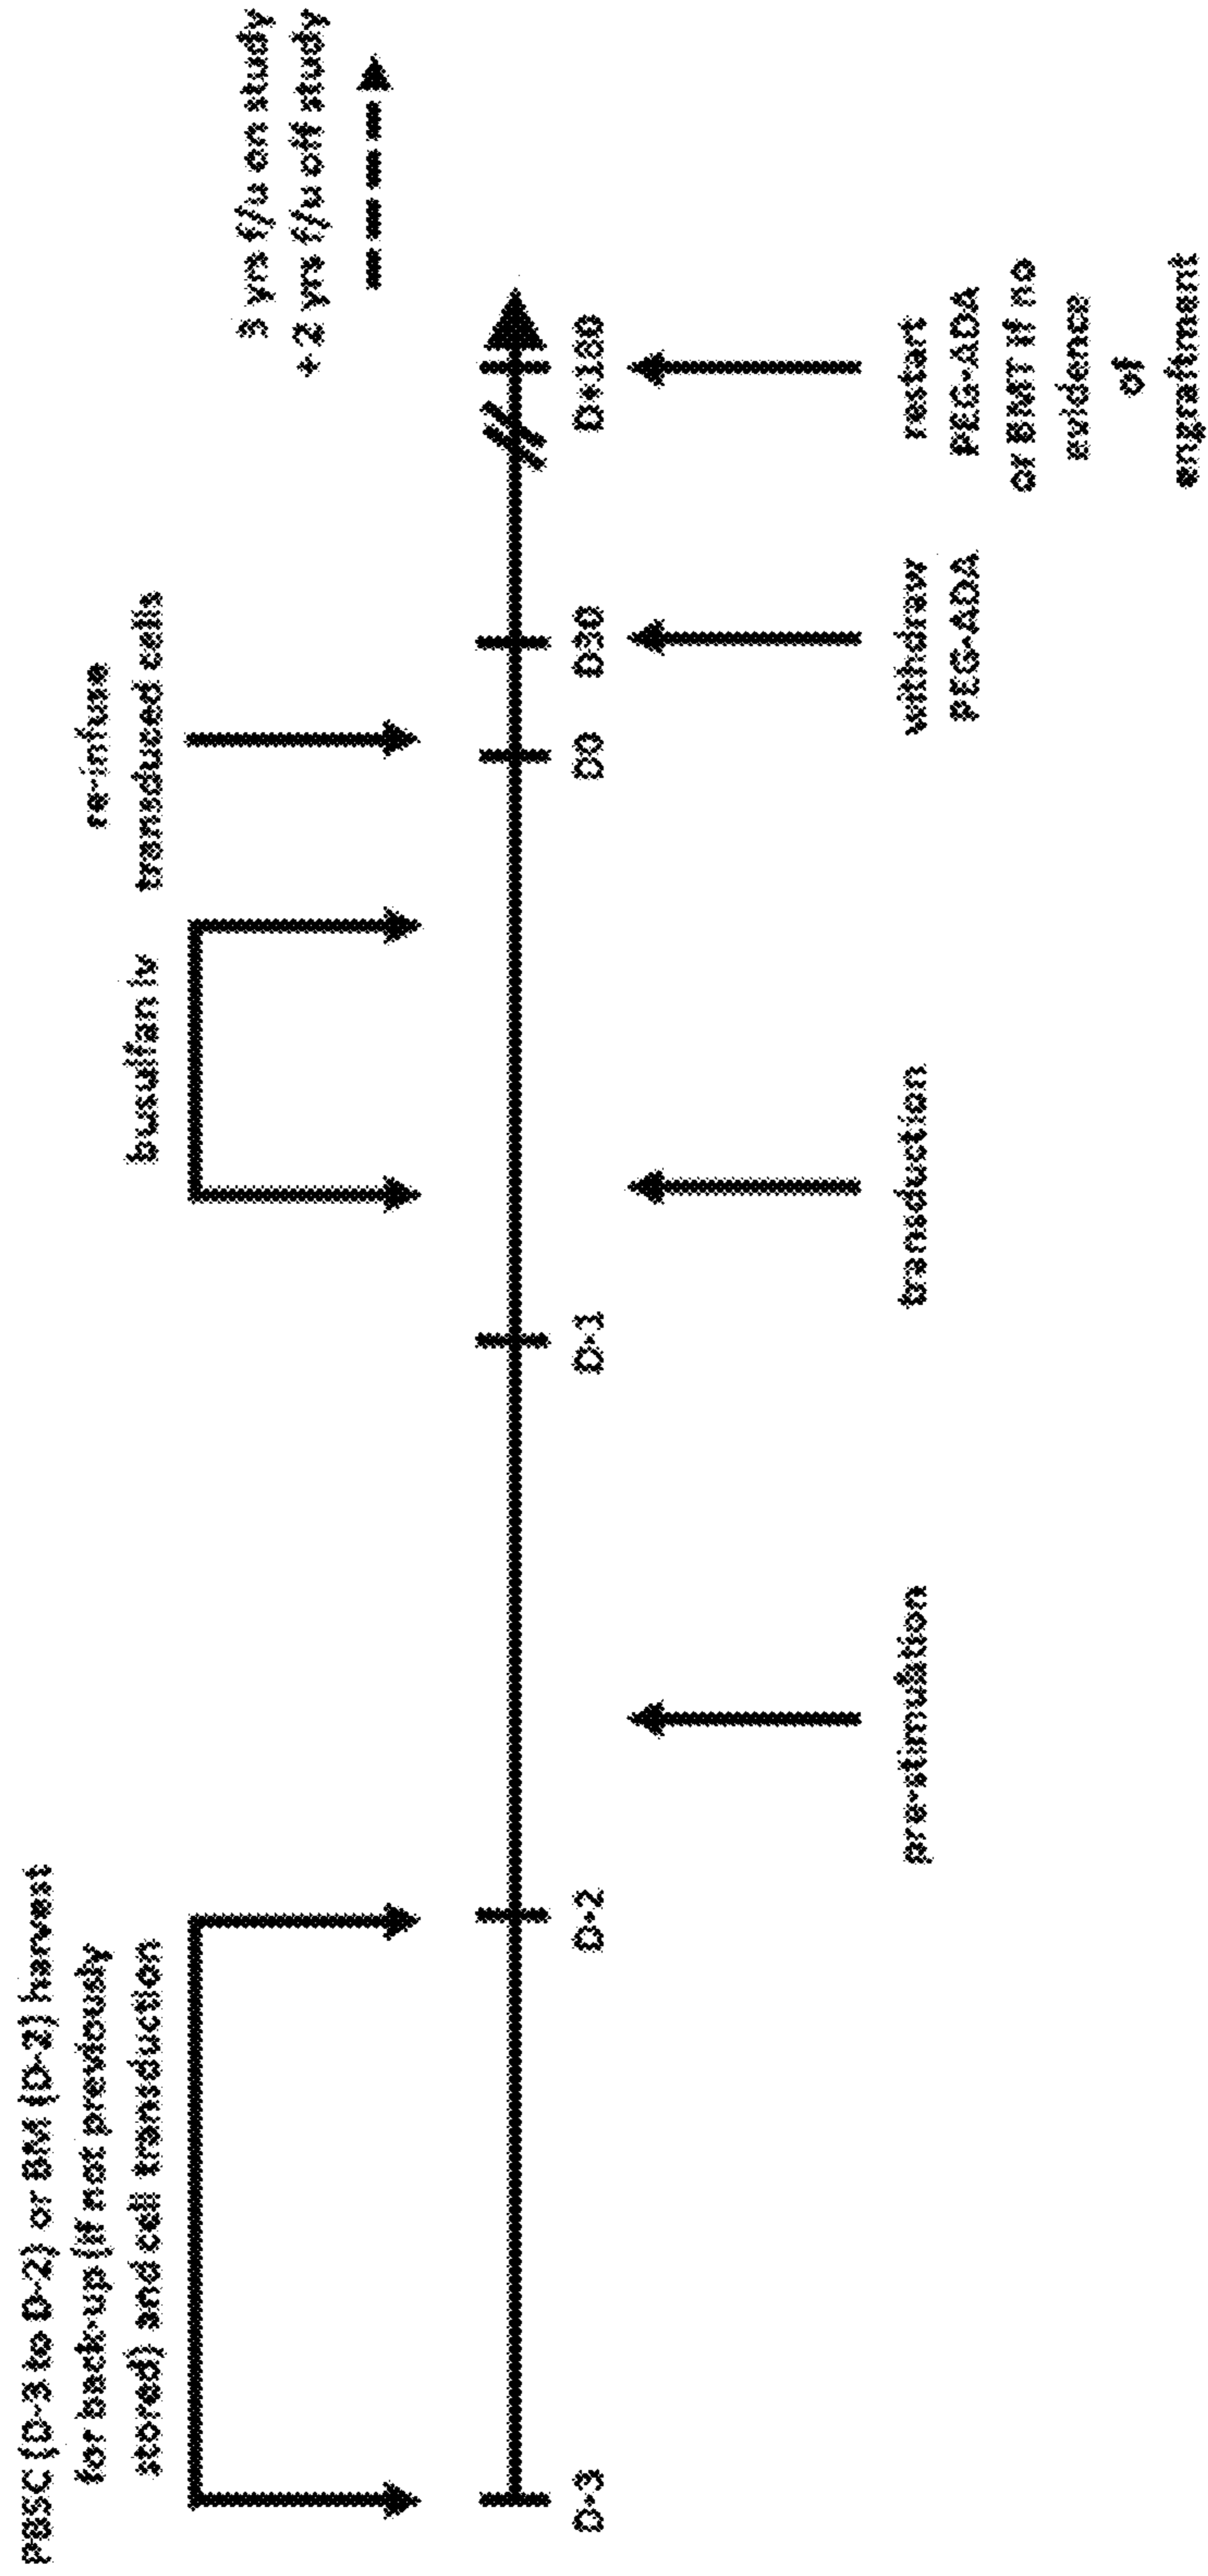 PBSC (D-3 to D-2) or BM (D-2) harvest
for back-up (if not previously
stored) and cell transduction
busulfan iv
re-infuse
transduced cells
3 yrs f/u on study
+ 2 yrs f/u off study
D-3
D-2
D-1
D0
D30
D+180
pre-stimulation
transduction
withdraw
PEG-ADA
restart
PEG-ADA
or BMT if no
evidence
of
engraftment